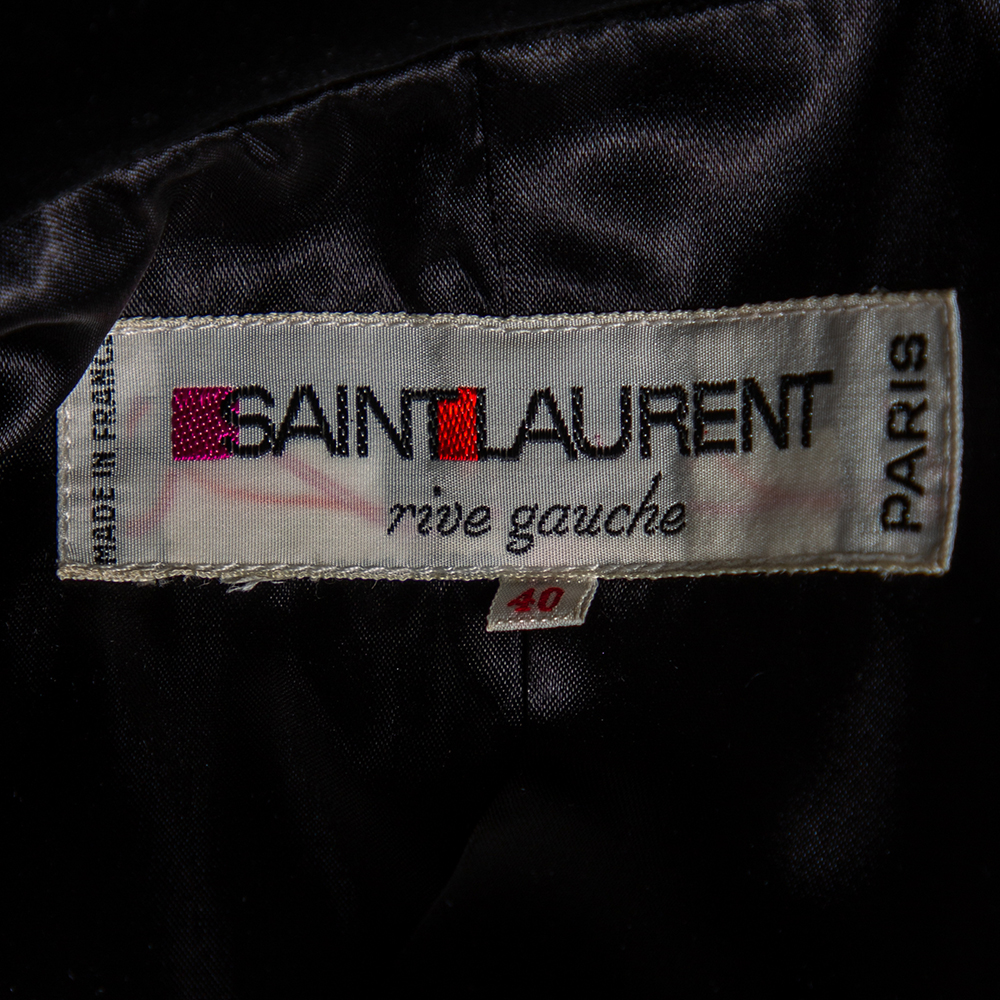 MADE IN FRANCE
SAINT LAURENT
rive gauche
PARIS
40